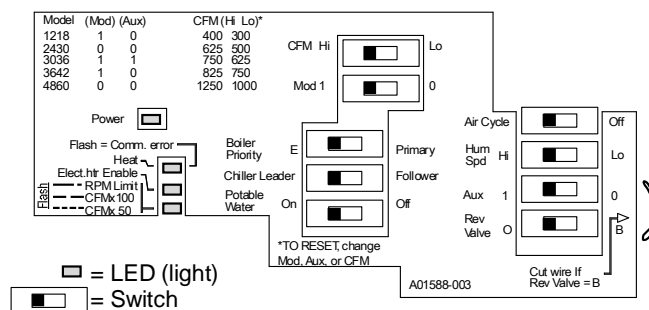 Model (Mod) (Aux) CFM (Hi Lo)*
1218 1 0 400 300
2430 0 0 625 500
3036 1 1 750 625
3642 1 0 825 750
4860 0 0 1250 1000
CFM Hi Lo
Mod 1 0
Power
Flash = Comm. error
Heat
Elect.htr Enable
Flash
RPM Limit
CFMx100
CFMx 50
Boiler Priority E Primary
Chiller Leader Follower
Potable Water On Off
*TO RESET, change
Mod, Aux, or CFM
Air Cycle Off
Hum Spd Hi Lo
Aux 1 0
Rev Valve O B
Cut wire If
Rev Valve = B
A01588-003
= LED (light)
= Switch